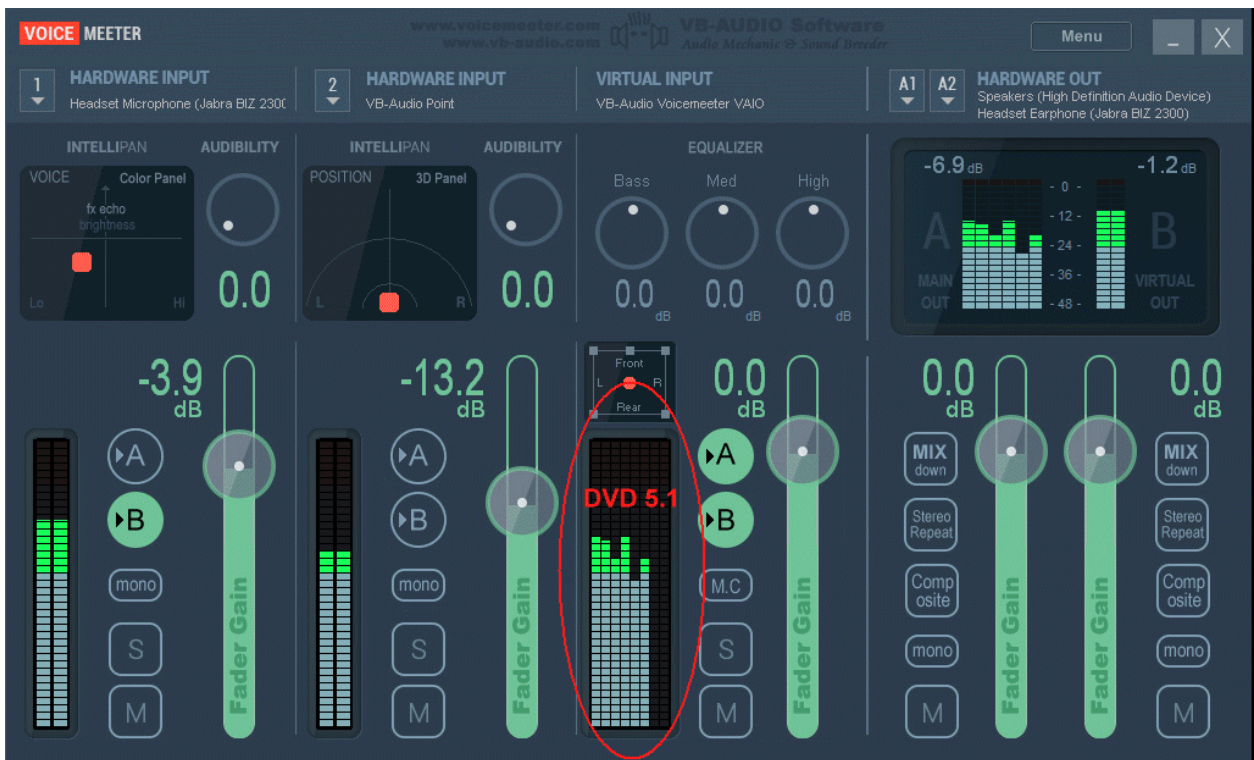 VOICE MEETER
www.voicemeeter.com
www.vb-audio.com
VB-AUDIO Software
Audio Mechanic & Sound Breeder
Menu
_
X
1
HARDWARE INPUT
Headset Microphone (Jabra BIZ 230(
2
HARDWARE INPUT
VB-Audio Point
VIRTUAL INPUT
VB-Audio Voicemeeter VAIO
A1
A2
HARDWARE OUT
Speakers (High Definition Audio Device)
Headset Earphone (Jabra BIZ 2300)
INTELLIPAN
AUDIBILITY
VOICE
Color Panel
fx echo
brightness
Lo
Hi
0.0
INTELLIPAN
AUDIBILITY
POSITION
3D Panel
L
R
0.0
EQUALIZER
Bass
Med
High
0.0
dB
0.0
dB
0.0
dB
-6.9 dB
-1.2 dB
- 0 -
- 12 -
- 24 -
- 36 -
- 48 -
A
MAIN
OUT
B
VIRTUAL
OUT
-3.9
dB
A
B
mono
S
M
Fader Gain
-13.2
dB
A
B
mono
S
M
Fader Gain
Front
L
R
Rear
DVD 5.1
0.0
dB
A
B
M.C
S
M
Fader Gain
0.0
dB
MIX
down
Stereo
Repeat
Comp
osite
mono
M
Fader Gain
Fader Gain
0.0
dB
MIX
down
Stereo
Repeat
Comp
osite
mono
M